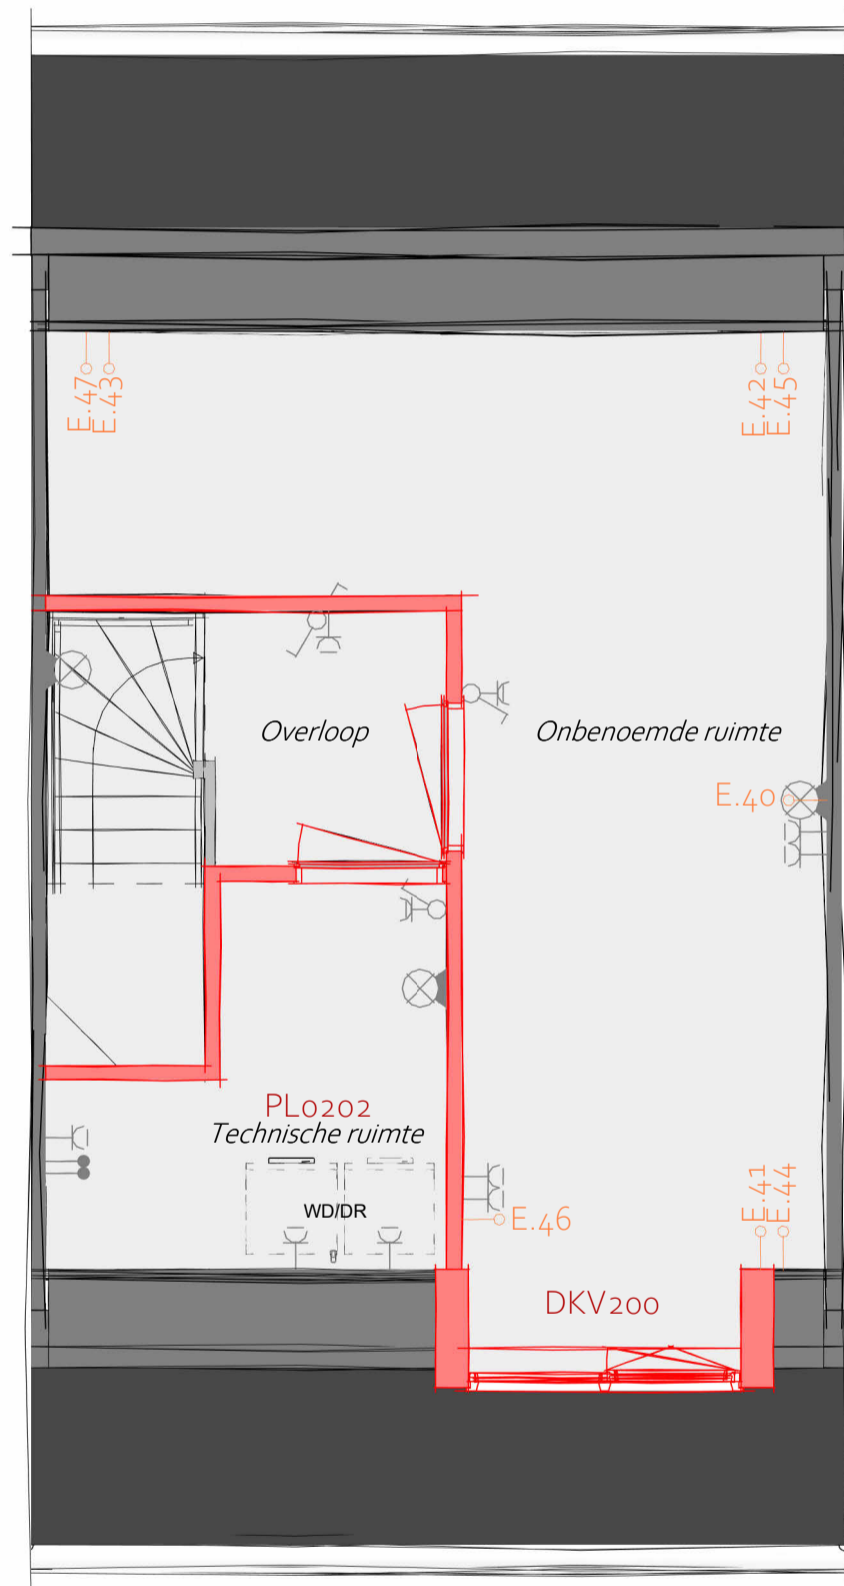 E.47
E.43
E.42
E.45
Overloop
Onbenoemde ruimte
E.40
PL0202
Technische ruimte
WD/DR
E.46
E.41
E.44
DKV200